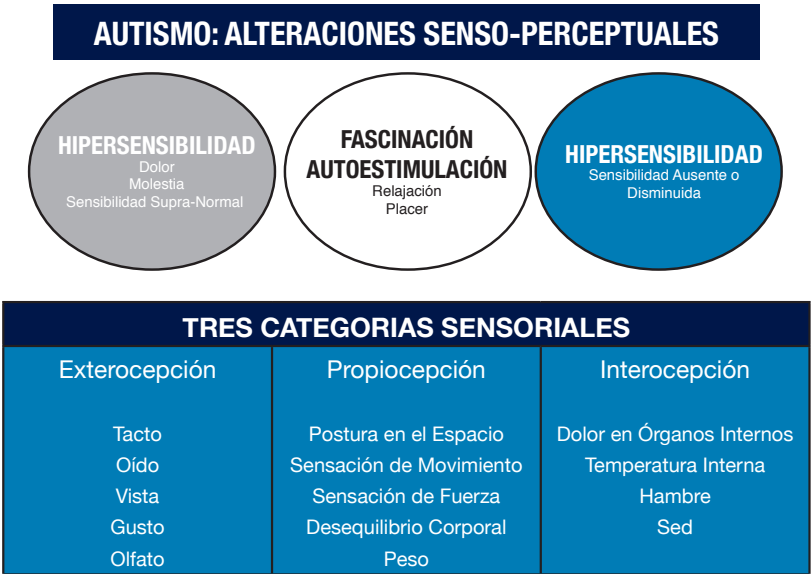 AUTISMO: ALTERACIONES SENSO-PERCEPTUALES
HIPERSENSIBILIDAD
Dolor
Molestia
Sensibilidad Supra-Normal
FASCINACIÓN
AUTOESTIMULACIÓN
Relajación
Placer
HIPERSENSIBILIDAD
Sensibilidad Ausente o
Disminuida
TRES CATEGORIAS SENSORIALES
Exterocepción
Tacto
Oído
Vista
Gusto
Olfato
Propiocepción
Postura en el Espacio
Sensación de Movimiento
Sensación de Fuerza
Desequilibrio Corporal
Peso
Interocepción
Dolor en Órganos Internos
Temperatura Interna
Hambre
Sed